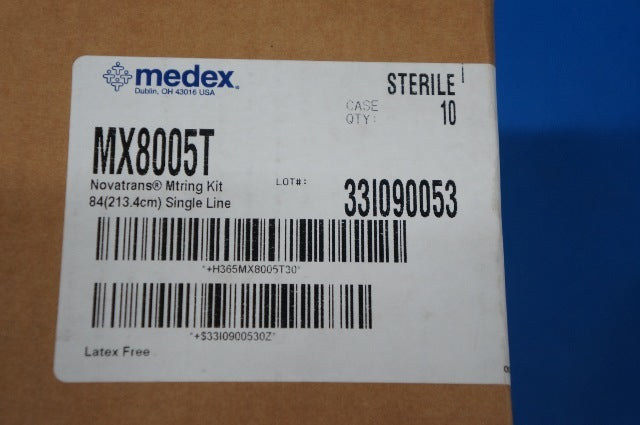 medex®
Dublin, OH 43016 USA
STERILE
CASE QTY: 10
MX8005T
Novatrans® Mtring Kit
84(213.4cm) Single Line
LOT#: 33I090053
*+H365MX8005T30*
*+$33I0900530Z*
Latex Free